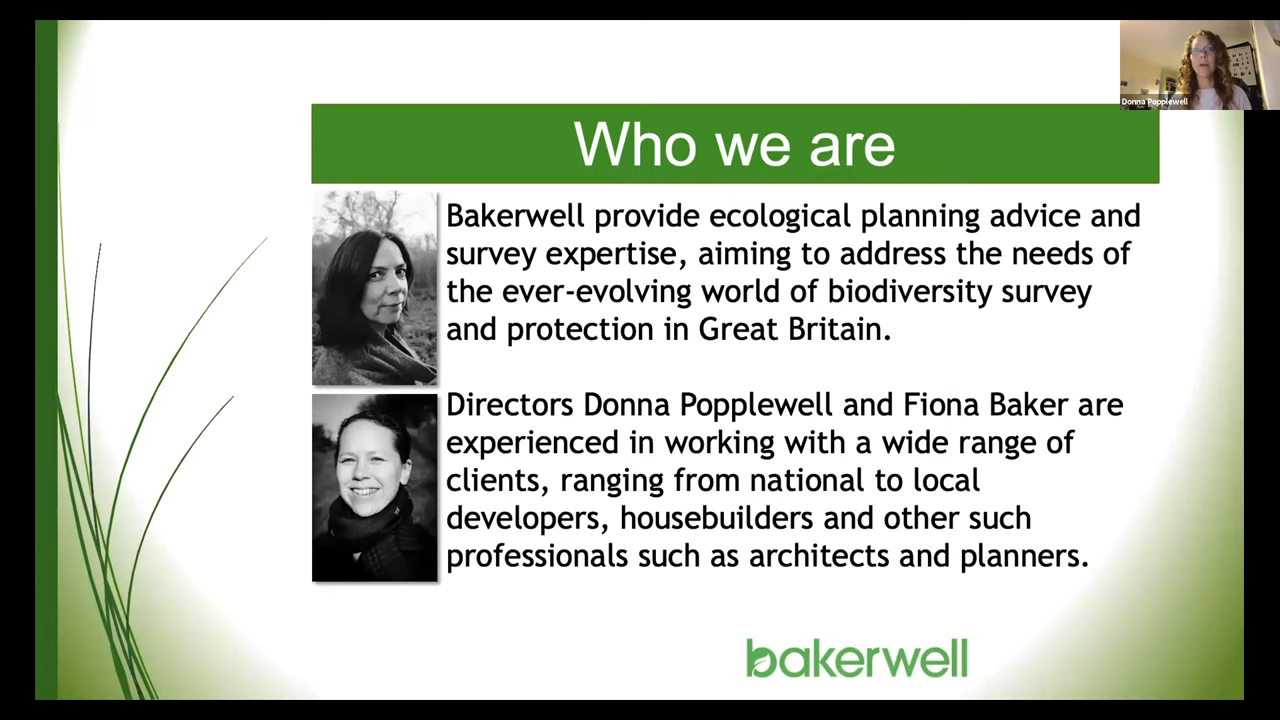 Donna Popplewell
Who we are
Bakerwell provide ecological planning advice and
survey expertise, aiming to address the needs of
the ever-evolving world of biodiversity survey
and protection in Great Britain.
Directors Donna Popplewell and Fiona Baker are
experienced in working with a wide range of
clients, ranging from national to local
developers, housebuilders and other such
professionals such as architects and planners.
bakerwell